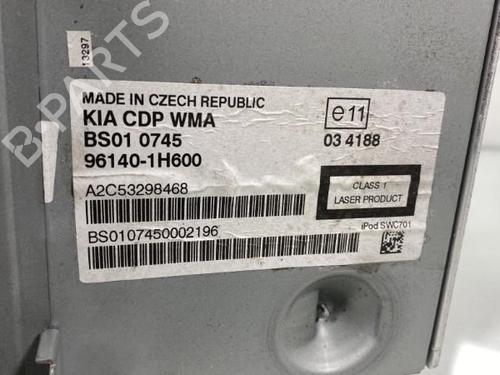 13297
B-PARTS
MADE IN CZECH REPUBLIC
KIA CDP WMA
BS01 0745
96140-1H600
e11
03 4188
A2C53298468
CLASS 1
LASER PRODUCT
BS0107450002196
iPod SWC701